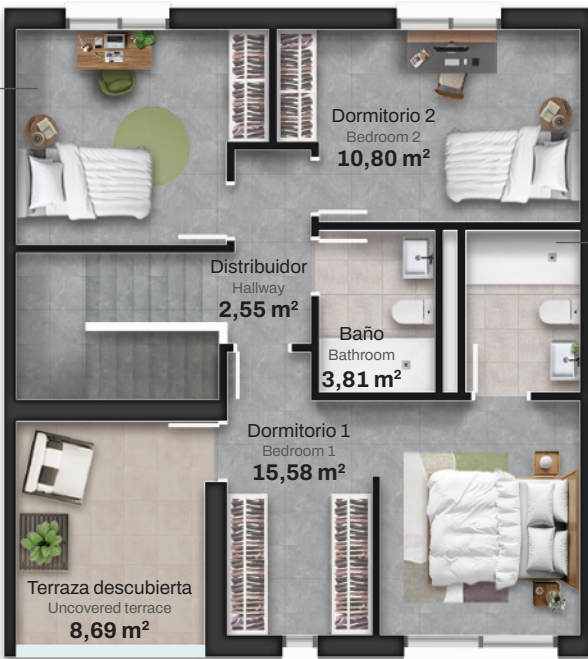 Dormitorio 2
Bedroom 2
10,80 m²
Distribuidor
Hallway
2,55 m²
Baño
Bathroom
3,81 m²
Dormitorio 1
Bedroom 1
15,58 m²
Terraza descubierta
Uncovered terrace
8,69 m²